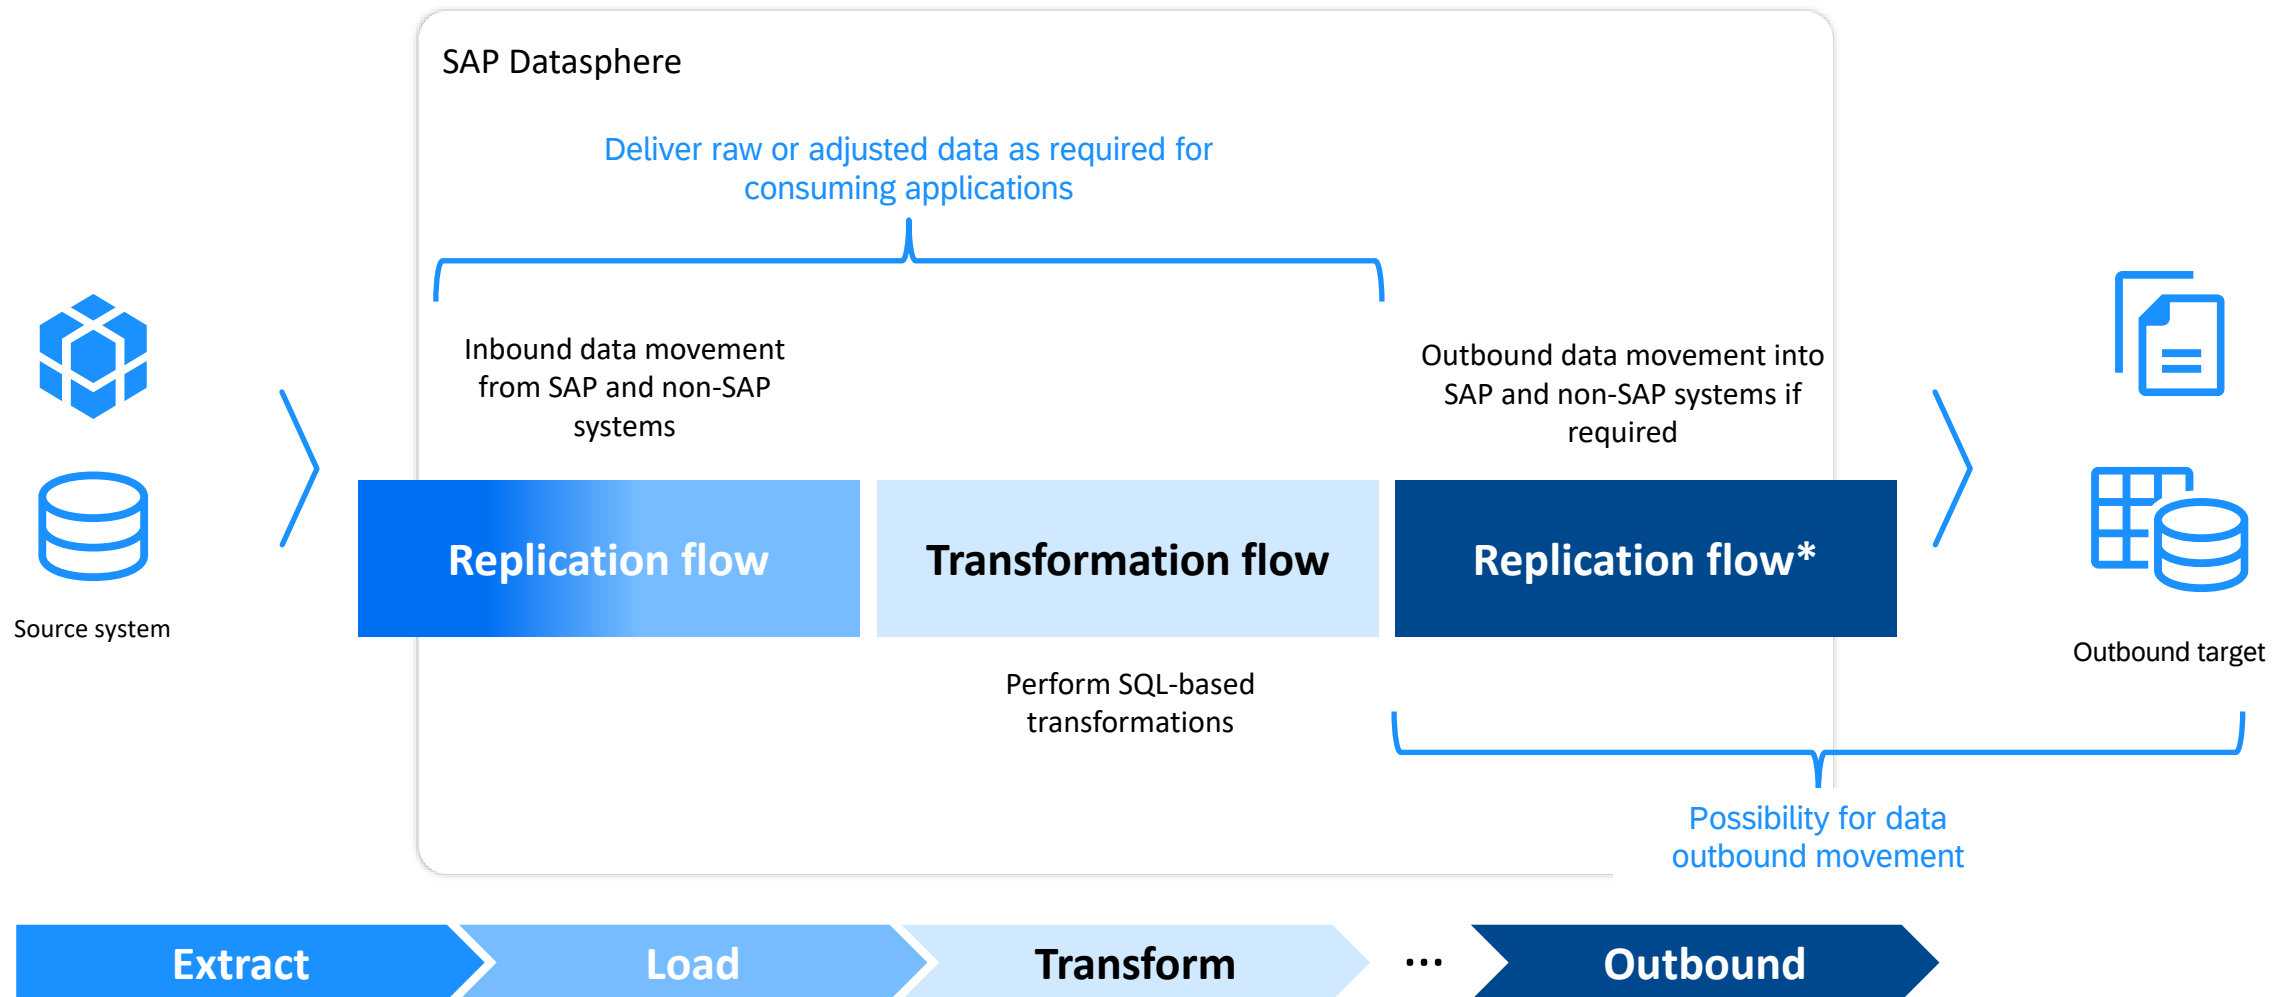 SAP Datasphere
Deliver raw or adjusted data as required for
consuming applications
Inbound data movement
from SAP and non-SAP
systems
Outbound data movement into
SAP and non-SAP systems if
required
Replication flow
Transformation flow
Replication flow*
Source system
Outbound target
Perform SQL-based
transformations
Possibility for data
outbound movement
Extract
Load
Transform
...
Outbound